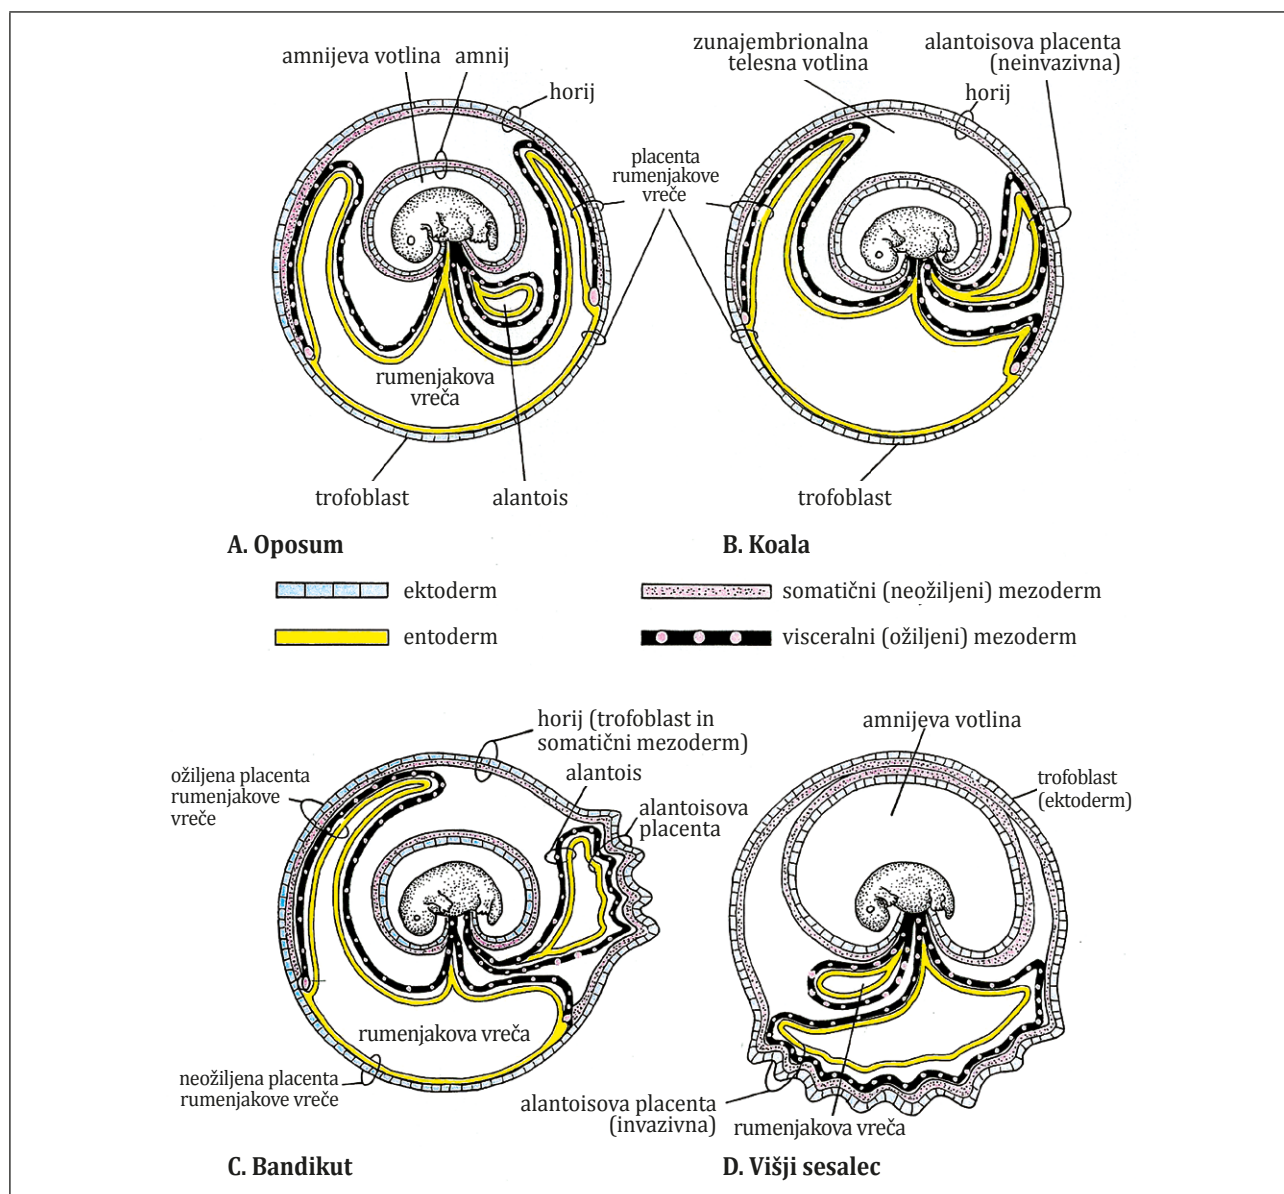 amnijeva votlina
amnij
horij
placenta
rumenjakove
vreče
rumenjakova
vreča
trofoblast
alantois
A. Oposum
zunajembrionalna
telesna votlina
alantoisova placenta
(neinvazivna)
horij
trofoblast
B. Koala
ektoderm
somatični (neožiljeni) mezoderm
entoderm
visceralni (ožiljeni) mezoderm
horij (trofoblast in
somatični mezoderm)
alantois
alantoisova
placenta
ožiljena placenta
rumenjakove
vreče
rumenjakova vreča
neožiljena placenta
rumenjakove vreče
C. Bandikut
amnijeva votlina
trofoblast
(ektoderm)
alantoisova placenta
(invazivna)
rumenjakova vreča
D. Višji sesalec